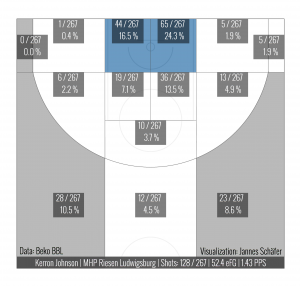 1 / 267
0.4 %
44 / 267
16.5 %
65 / 267
24.3 %
5 / 267
1.9 %
0 / 267
0.0 %
5 / 267
1.9 %
6 / 267
2.2 %
19 / 267
7.1 %
36 / 267
13.5 %
13 / 267
4.9 %
10 / 267
3.7 %
28 / 267
10.5 %
12 / 267
4.5 %
23 / 267
8.6 %
Data: Beko BBL
Visualization: Jannes Schäfer
Kerron Johnson | MHP Riesen Ludwigsburg | Shots: 128 / 267 | 52.4 eFG | 1.43 PPS